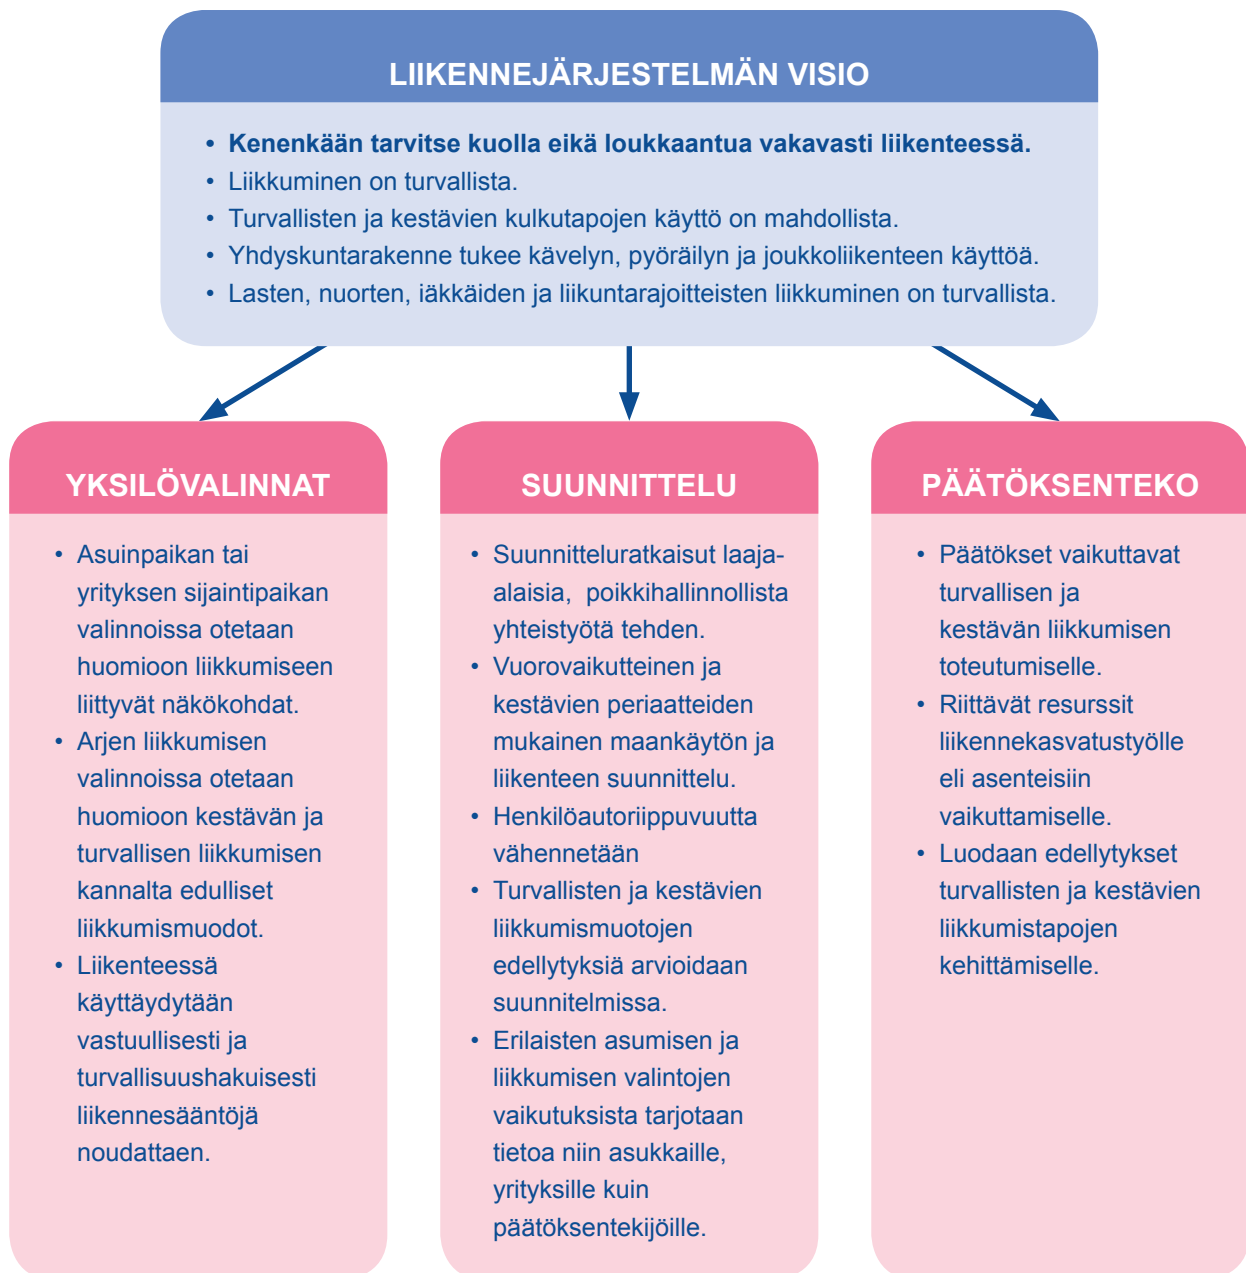 LIIKENNEJÄRJESTELMÄN VISIO
• Kenenkään tarvitse kuolla eikä loukkaantua vakavasti liikenteessä.
• Liikkuminen on turvallista.
• Turvallisten ja kestävien kulkutapojen käyttö on mahdollista.
• Yhdyskuntarakenne tukee kävelyn, pyöräilyn ja joukkoliikenteen käyttöä.
• Lasten, nuorten, iäkkäiden ja liikuntarajoitteisten liikkuminen on turvallista.
YKSILÖVALINNAT
• Asuinpaikan tai
yrityksen sijaintipaikan
valinnoissa otetaan
huomioon liikkumiseen
liittyvät näkökohdat.
• Arjen liikkumisen
valinnoissa otetaan
huomioon kestävän ja
turvallisen liikkumisen
kannalta edulliset
liikkumismuodot.
• Liikenteessä
käyttäydytään
vastuullisesti ja
turvallisuushakuisesti
liikennesääntöjä
noudattaen.
SUUNNITTELU
• Suunnitteluratkaisut laaja-
alaisia, poikkihallinnollista
yhteistyötä tehden.
• Vuorovaikutteinen ja
kestävien periaatteiden
mukainen maankäytön ja
liikenteen suunnittelu.
• Henkilöautoriippuvuutta
vähennetään
• Turvallisten ja kestävien
liikkumismuotojen
edellytyksiä arvioidaan
suunnitelmissa.
• Erilaisten asumisen ja
liikkumisen valintojen
vaikutuksista tarjotaan
tietoa niin asukkaille,
yrityksille kuin
päätöksentekijöille.
PÄÄTÖKSENTEKO
• Päätökset vaikuttavat
turvallisen ja
kestävän liikkumisen
toteutumiselle.
• Riittävät resurssit
liikennekasvatustyölle
eli asenteisiin
vaikuttamiselle.
• Luodaan edellytykset
turvallisten ja kestävien
liikkumistapojen
kehittämiselle.